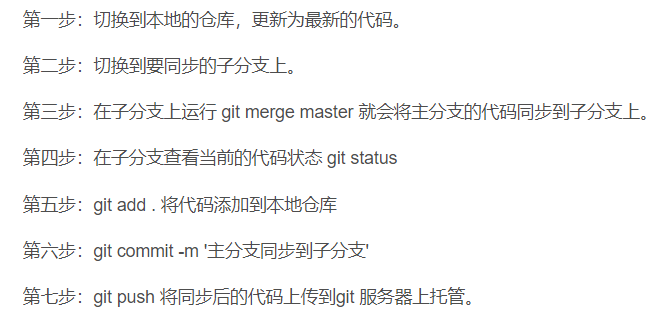 第一步：切换到本地的仓库，更新为最新的代码。
第二步：切换到要同步的子分支上。
第三步：在子分支上运行 git merge master 就会将主分支的代码同步到子分支上。
第四步：在子分支查看当前的代码状态 git status
第五步：git add . 将代码添加到本地仓库
第六步：git commit -m '主分支同步到子分支'
第七步：git push 将同步后的代码上传到git 服务器上托管。